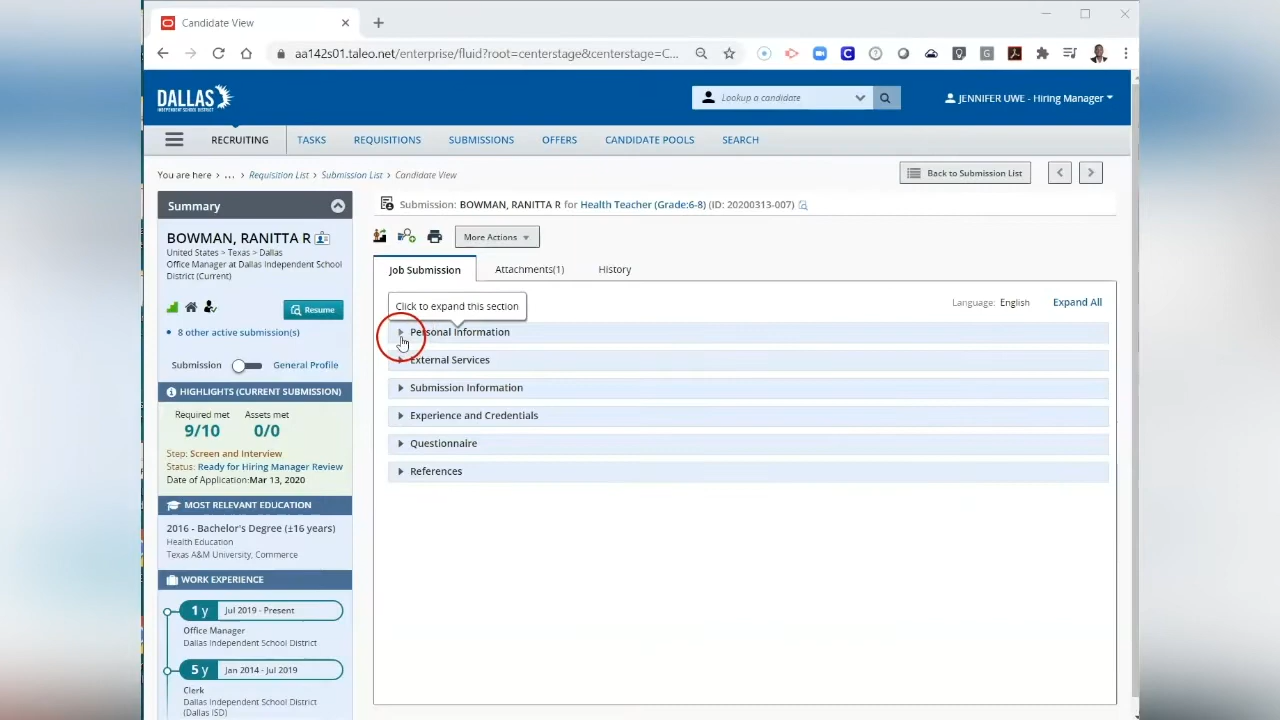 Candidate View
aa142s01.taleo.net/enterprise/fluid?root=centerstage&centerstage=C...
DALLAS
INDEPENDENT SCHOOL DISTRICT
Lookup a candidate
JENNIFER UWE - Hiring Manager
RECRUITING
TASKS
REQUISITIONS
SUBMISSIONS
OFFERS
CANDIDATE POOLS
SEARCH
You are here > ... > Requisition List > Submission List > Candidate View
Back to Submission List
Summary
BOWMAN, RANITTA R
United States > Texas > Dallas
Office Manager at Dallas Independent School
District (Current)
Resume
8 other active submission(s)
Submission
General Profile
HIGHLIGHTS (CURRENT SUBMISSION)
Required met Assets met
9/10 0/0
Step: Screen and Interview
Status: Ready for Hiring Manager Review
Date of Application:Mar 13, 2020
MOST RELEVANT EDUCATION
2016 - Bachelor's Degree (±16 years)
Health Education
Texas A&M University, Commerce
WORK EXPERIENCE
1 y Jul 2019 - Present
Office Manager
Dallas Independent School District
5 y Jan 2014 - Jul 2019
Clerk
Dallas Independent School District
(Dallas ISD)
Submission: BOWMAN, RANITTA R for Health Teacher (Grade:6-8) (ID: 20200313-007)
More Actions
Job Submission
Attachments(1)
History
Click to expand this section
Language: English
Expand All
Personal Information
External Services
Submission Information
Experience and Credentials
Questionnaire
References